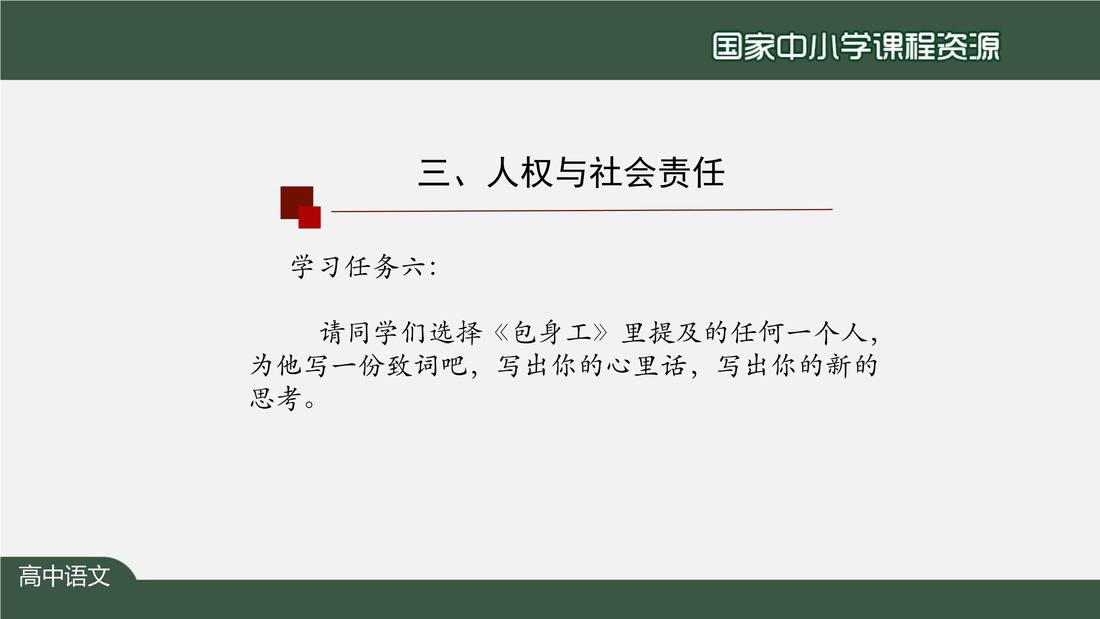 国家中小学课程资源
三、人权与社会责任
学习任务六：
请同学们选择《包身工》里提及的任何一个人，
为他写一份致词吧，写出你的心里话，写出你的新的
思考。
高中语文